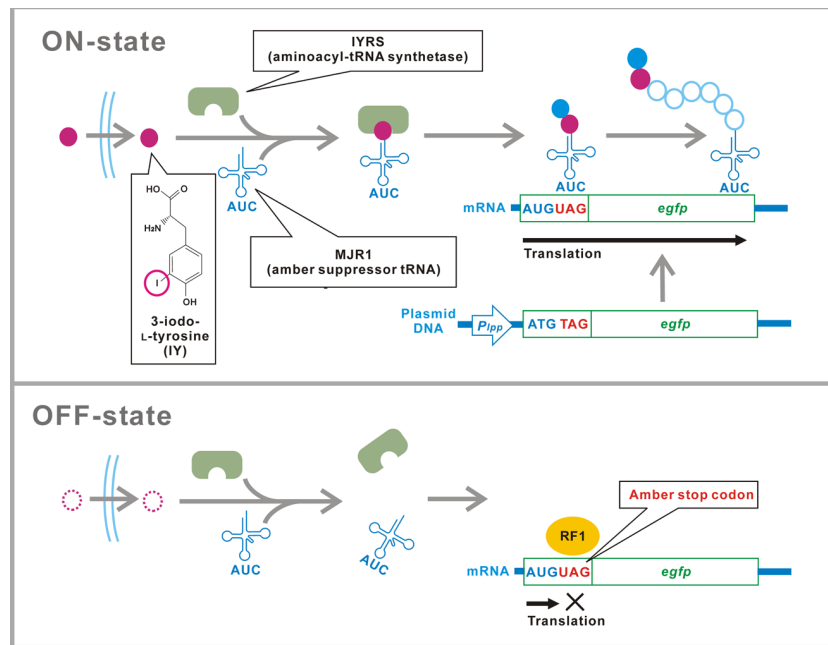 ON-state
IYRS
(aminoacyl-tRNA synthetase)
HO
O
H₂N
I
OH
3-iodo-
L-tyrosine
(IY)
AUC
MJR1
(amber suppressor tRNA)
AUC
AUC
mRNA
AUGUAG
egfp
Translation
Plasmid
DNA
Plpp
ATG TAG
egfp
OFF-state
AUC
AUC
Amber stop codon
RF1
mRNA
AUGUAG
egfp
Translation